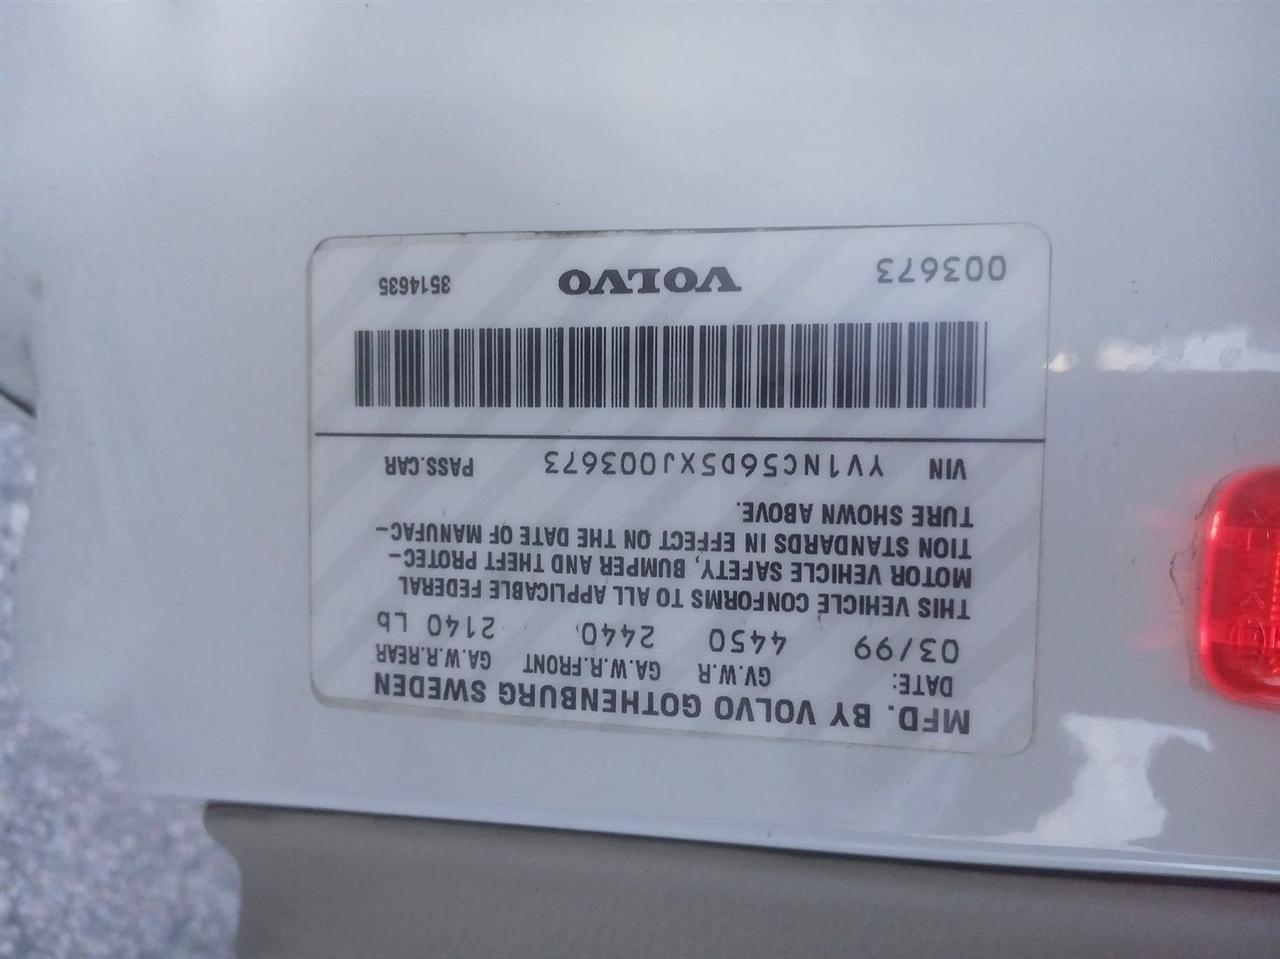 MFD. BY VOLVO GOTHENBURG SWEDEN
DATE: GV.W.R GA.W.R.FRONT GA.W.R.REAR
03/99 4450 2440, 2140 Lb
THIS VEHICLE CONFORMS TO ALL APPLICABLE FEDERAL
MOTOR VEHICLE SAFETY, BUMPER AND THEFT PROTEC-
TION STANDARDS IN EFFECT ON THE DATE OF MANUFAC-
TURE SHOWN ABOVE.
VIN YV1NC56D5XJ003673 PASS.CAR
003673 VOLVO 3514635